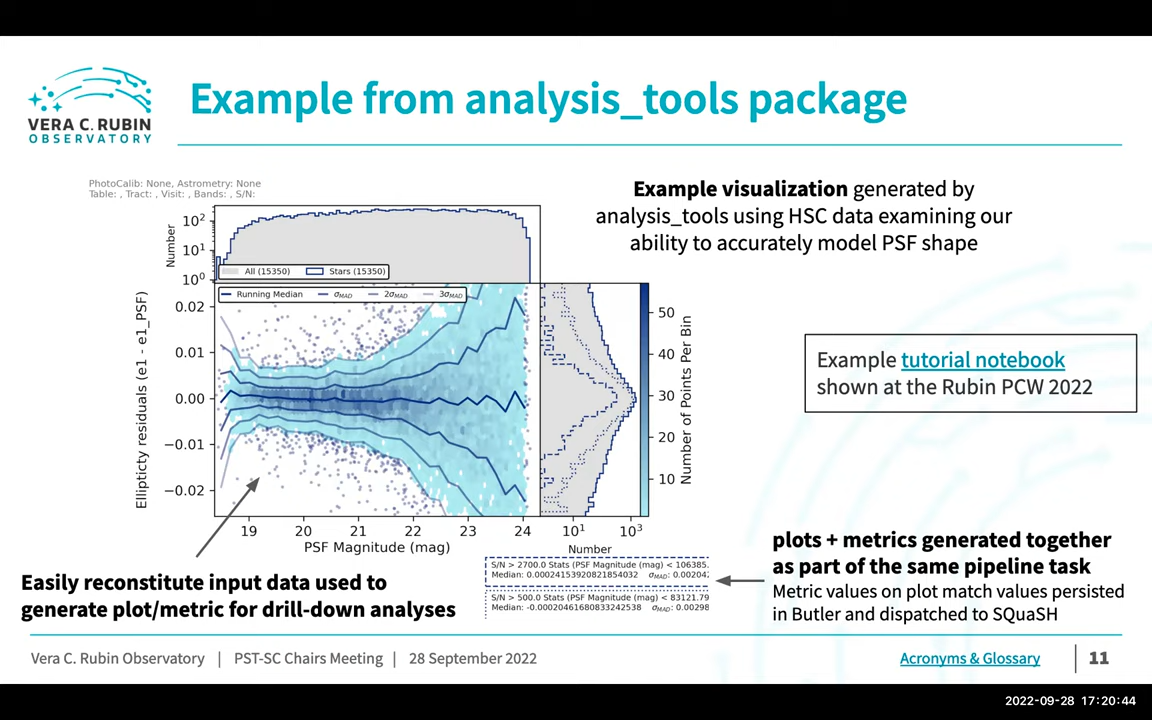 VERA C. RUBIN
OBSERVATORY
Example from analysis_tools package
PhotoCalib: None, Astrometry: None
Table: , Tract: , Visit: , Bands: , S/N:
Number
10²
10¹
10⁰
All (15350)
Stars (15350)
Running Median
σMAD
2σMAD
3σMAD
Ellipticty residuals (e1 - e1_PSF)
0.02
0.01
0.00
−0.01
−0.02
19 20 21 22 23 24
PSF Magnitude (mag)
10¹ 10³
Number
50
40
30
20
10
Number of Points Per Bin
S/N > 2700.0 Stats (PSF Magnitude (mag) < 106385.
Median: 0.00024153920821854032 σMAD: 0.00204
S/N > 500.0 Stats (PSF Magnitude (mag) < 83121.79
Median: -0.00020461680833242538 σMAD: 0.00298
Example visualization generated by
analysis_tools using HSC data examining our
ability to accurately model PSF shape
Example tutorial notebook
shown at the Rubin PCW 2022
plots + metrics generated together
as part of the same pipeline task
Metric values on plot match values persisted
in Butler and dispatched to SQuaSH
Easily reconstitute input data used to
generate plot/metric for drill-down analyses
Vera C. Rubin Observatory | PST-SC Chairs Meeting | 28 September 2022
Acronyms & Glossary
11
2022-09-28 17:20:44